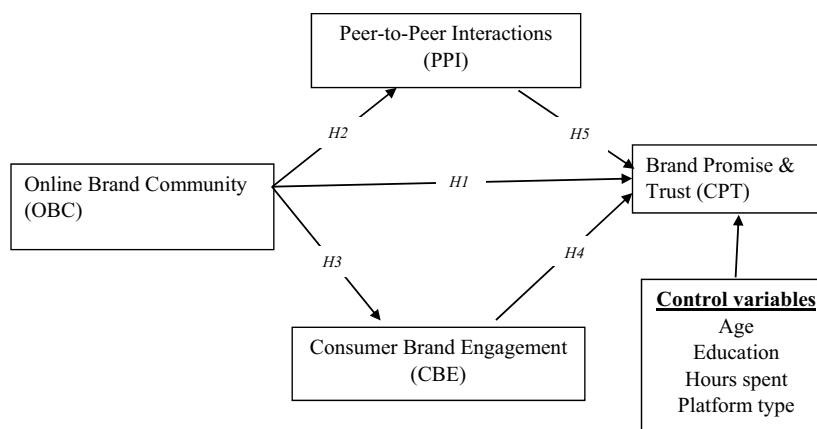 Peer-to-Peer Interactions
(PPI)
H2
H5
Online Brand Community
(OBC)
H1
Brand Promise &
Trust (CPT)
H3
H4
Consumer Brand Engagement
(CBE)
Control variables
Age
Education
Hours spent
Platform type